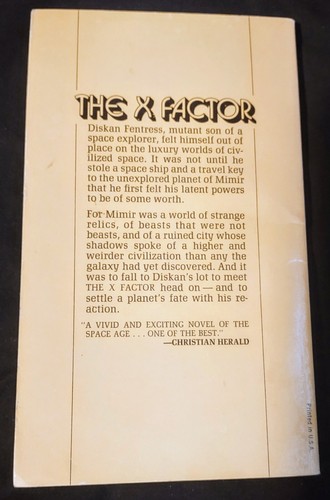 THE X FACTOR
Diskan Fentress, mutant son of a
space explorer, felt himself out of
place on the luxury worlds of civ-
ilized space. It was not until he
stole a space ship and a travel key
to the unexplored planet of Mimir
that he first felt his latent powers
to be of some worth.
For Mimir was a world of strange
relics, of beasts that were not
beasts, and of a ruined city whose
shadows spoke of a higher and
weirder civilization than any the
galaxy had yet discovered. And it
was to fall to Diskan's lot to meet
THE X FACTOR head on — and to
settle a planet's fate with his re-
action.
"A VIVID AND EXCITING NOVEL OF THE
SPACE AGE . . . ONE OF THE BEST."
—CHRISTIAN HERALD
Printed in U.S.A.